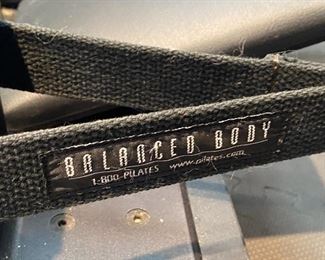 BALANCED BODY
1-800-PILATES www.pilates.com